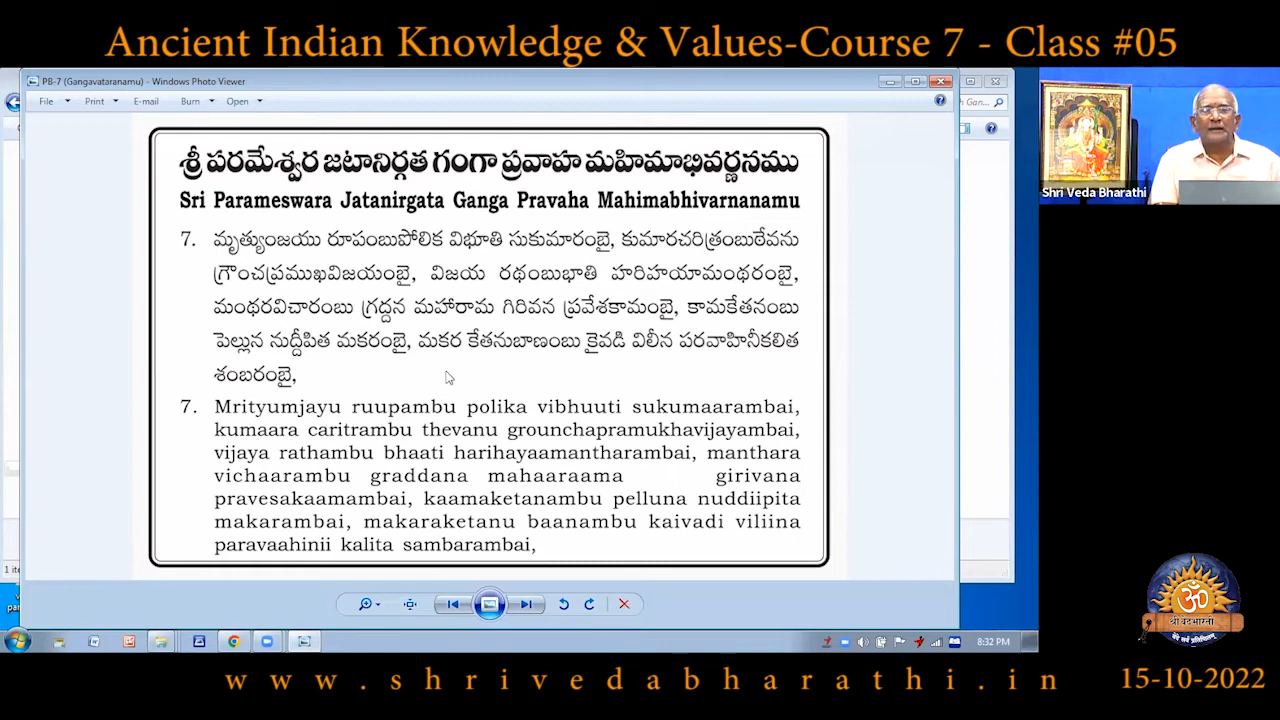 Ancient Indian Knowledge & Values-Course 7 - Class #05
PB-7 (Gangavataranamu) - Windows Photo Viewer
File Print E-mail Burn Open
శ్రీ పరమేశ్వర జటానిర్గత గంగా ప్రవాహ మహిమాభివర్ణనము
Sri Parameswara Jatanirgata Ganga Pravaha Mahimabhivarnanamu
7. మృత్యుంజయు రూపంబుపోలిక విభూతి సుకుమారంబై, కుమారచరిత్రంబుఠేవను
గ్రౌంచప్రముఖవిజయంబై, విజయ రథంబుభాతి హరిహయామంథరంబై,
మంథరవిచారంబు గ్రద్దన మహారామ గిరివన ప్రవేశకామంబై, కామకేతనంబు
పెల్లున నుద్దీపిత మకరంబై, మకర కేతనుబాణంబు కైవడి విలీన పరవాహినీకలిత
శంబరంబై,
7. Mrityumjayu ruupambu polika vibhuuti sukumaarambai,
kumaara caritrambu thevanu grounchapramukhavijayambai,
vijaya rathambu bhaati harihayaamantharambai, manthara
vichaarambu graddana mahaaraama girivana
pravesakaamambai, kaamaketanambu pelluna nuddiipita
makarambai, makaraketanu baanambu kaivadi viliina
paravaahinii kalita sambarambai,
Shri Veda Bharathi
8:32 PM
श्रीवेदभारती
www.shrivedabharathi.in
15-10-2022